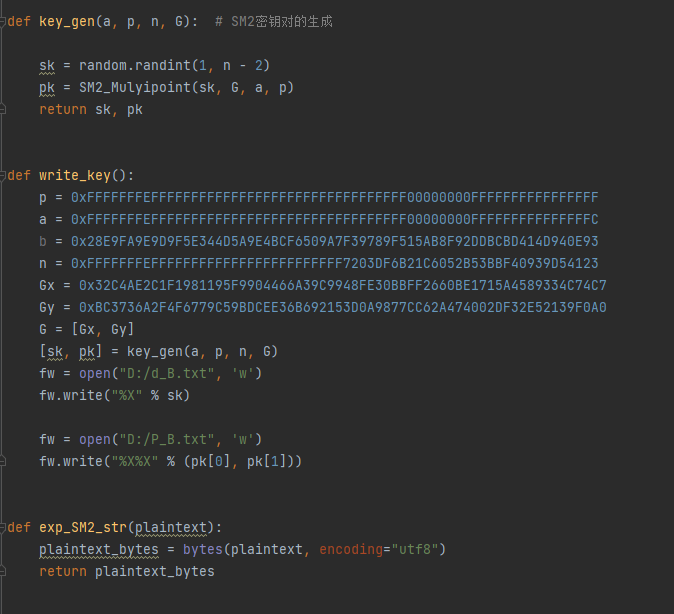 def key_gen(a, p, n, G):  # SM2密钥对的生成
    sk = random.randint(1, n - 2)
    pk = SM2_Mulyipoint(sk, G, a, p)
    return sk, pk
def write_key():
    p = 0xFFFFFFFEFFFFFFFFFFFFFFFFFFFFFFFFFFFFFFFF00000000FFFFFFFFFFFFFFFF
    a = 0xFFFFFFFEFFFFFFFFFFFFFFFFFFFFFFFFFFFFFFFF00000000FFFFFFFFFFFFFFFC
    b = 0x28E9FA9E9D9F5E344D5A9E4BCF6509A7F39789F515AB8F92DDBCBD414D940E93
    n = 0xFFFFFFFEFFFFFFFFFFFFFFFFFFFFFFFF7203DF6B21C6052B53BBF40939D54123
    Gx = 0x32C4AE2C1F1981195F9904466A39C9948FE30BBFF2660BE1715A4589334C74C7
    Gy = 0xBC3736A2F4F6779C59BDCEE36B692153D0A9877CC62A474002DF32E52139F0A0
    G = [Gx, Gy]
    [sk, pk] = key_gen(a, p, n, G)
    fw = open("D:/d_B.txt", 'w')
    fw.write("%X" % sk)
    fw = open("D:/P_B.txt", 'w')
    fw.write("%X%X" % (pk[0], pk[1]))
def exp_SM2_str(plaintext):
    plaintext_bytes = bytes(plaintext, encoding="utf8")
    return plaintext_bytes